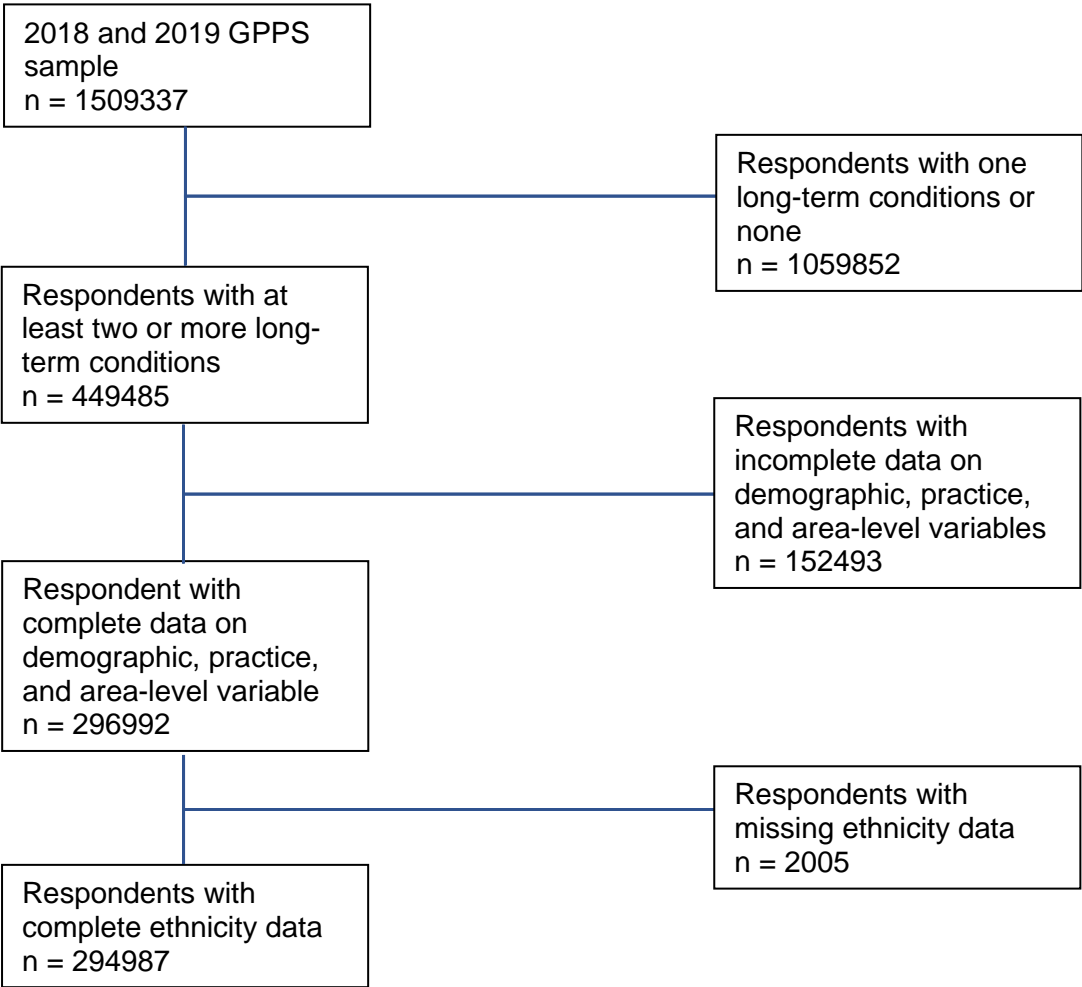 2018 and 2019 GPPS
sample
n = 1509337
Respondents with one
long-term conditions or
none
n = 1059852
Respondents with at
least two or more long-
term conditions
n = 449485
Respondents with
incomplete data on
demographic, practice,
and area-level variables
n = 152493
Respondent with
complete data on
demographic, practice,
and area-level variable
n = 296992
Respondents with
missing ethnicity data
n = 2005
Respondents with
complete ethnicity data
n = 294987